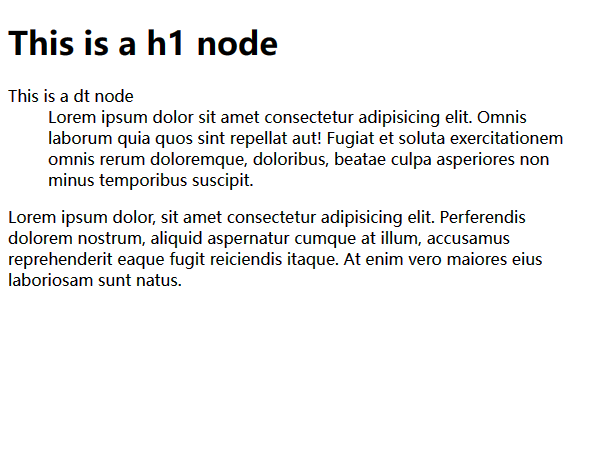 This is a h1 node
This is a dt node
Lorem ipsum dolor sit amet consectetur adipisicing elit. Omnis
laborum quia quos sint repellat aut! Fugiat et soluta exercitationem
omnis rerum doloremque, doloribus, beatae culpa asperiores non
minus temporibus suscipit.
Lorem ipsum dolor, sit amet consectetur adipisicing elit. Perferendis
dolorem nostrum, aliquid aspernatur cumque at illum, accusamus
reprehenderit eaque fugit reiciendis itaque. At enim vero maiores eius
laboriosam sunt natus.